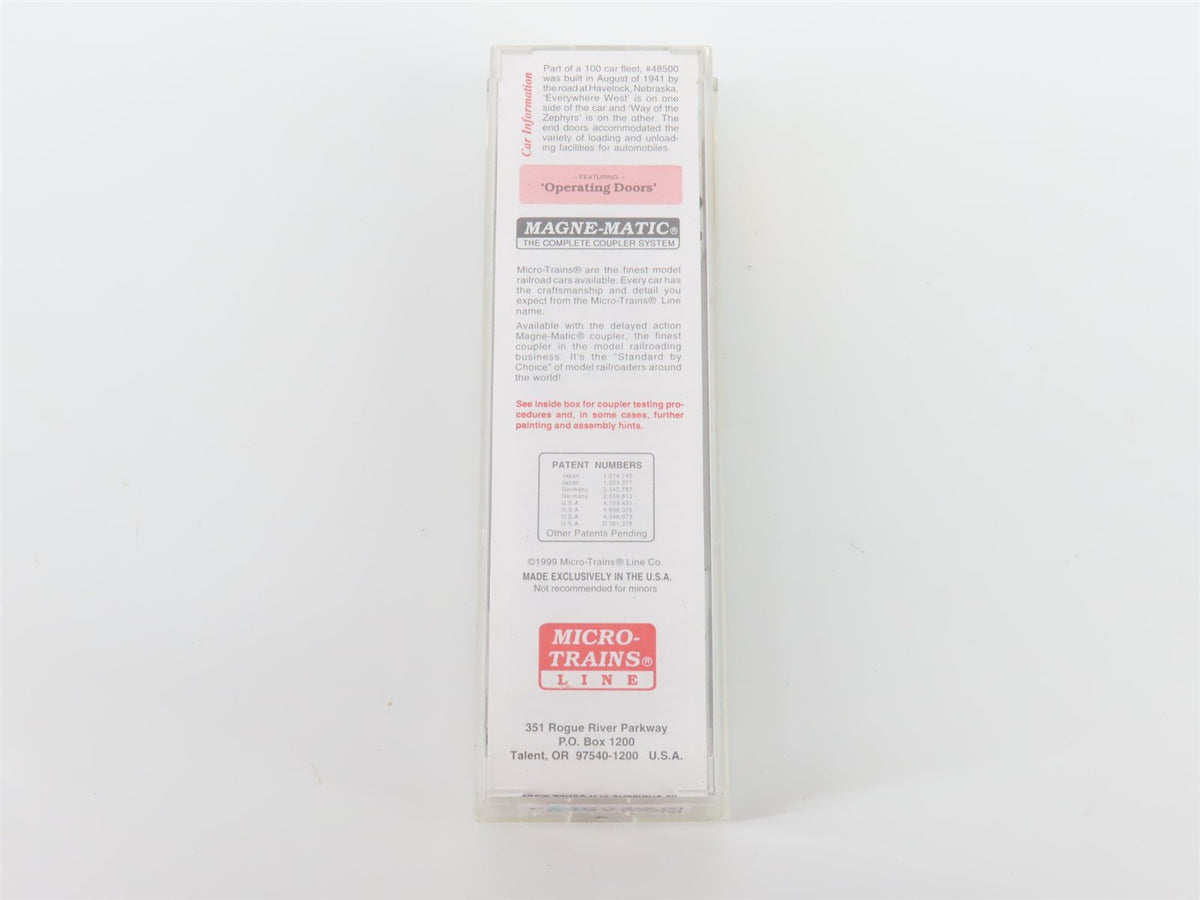 Car Information
Part of a 100 car fleet, #48500
was built in August of 1941 by
the road at Havelock, Nebraska.
'Everywhere West' is on one
side of the car and 'Way of the
Zephyrs' is on the other. The
end doors accommodated the
variety of loading and unload-
ing facilities for automobiles.
– FEATURING –
'Operating Doors'
MAGNE-MATIC®
THE COMPLETE COUPLER SYSTEM
Micro-Trains® are the finest model
railroad cars available. Every car has
the craftsmanship and detail you
expect from the Micro-Trains® Line
name.
Available with the delayed action
Magne-Matic® coupler, the finest
coupler in the model railroading
business. It's the "Standard by
Choice" of model railroaders around
the world!
See inside box for coupler testing pro-
cedures and, in some cases, further
painting and assembly hints.
PATENT NUMBERS
Japan 1,014,740
Japan 1,204,377
Germany
Germany
U.S.A.
U.S.A.
U.S.A.
U.S.A.
Other Patents Pending
©1999 Micro-Trains® Line Co.
MADE EXCLUSIVELY IN THE U.S.A.
Not recommended for minors
MICRO-
TRAINS®
LINE
351 Rogue River Parkway
P.O. Box 1200
Talent, OR 97540-1200 U.S.A.